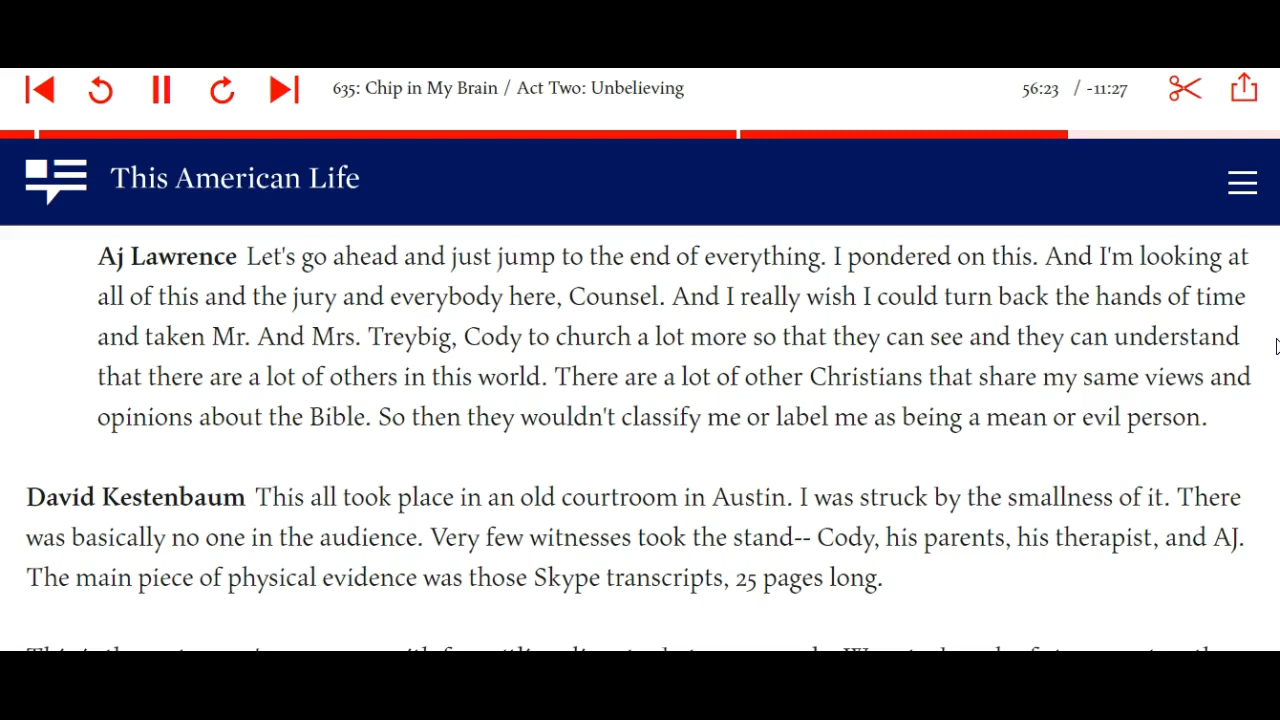 635: Chip in My Brain / Act Two: Unbelieving 56:23 / -11:27
This American Life
Aj Lawrence Let's go ahead and just jump to the end of everything. I pondered on this. And I'm looking at
all of this and the jury and everybody here, Counsel. And I really wish I could turn back the hands of time
and taken Mr. And Mrs. Treybig, Cody to church a lot more so that they can see and they can understand
that there are a lot of others in this world. There are a lot of other Christians that share my same views and
opinions about the Bible. So then they wouldn't classify me or label me as being a mean or evil person.
David Kestenbaum This all took place in an old courtroom in Austin. I was struck by the smallness of it. There
was basically no one in the audience. Very few witnesses took the stand-- Cody, his parents, his therapist, and AJ.
The main piece of physical evidence was those Skype transcripts, 25 pages long.